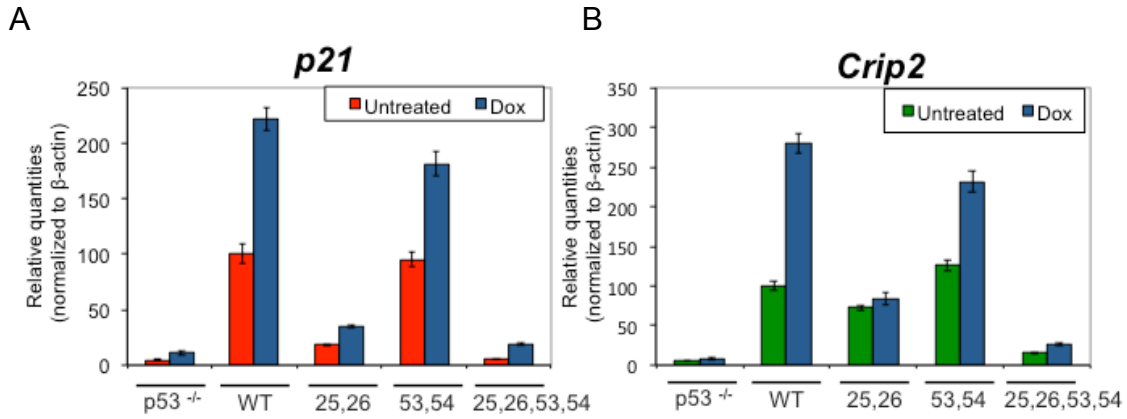 A
p21
Relative quantities
(normalized to β-actin)
250
200
150
100
50
0
Untreated Dox
p53 -/-
WT
25,26
53,54
25,26,53,54
B
Crip2
Relative quantities
(normalized to β-actin)
350
300
250
200
150
100
50
0
Untreated Dox
p53 -/-
WT
25,26
53,54
25,26,53,54